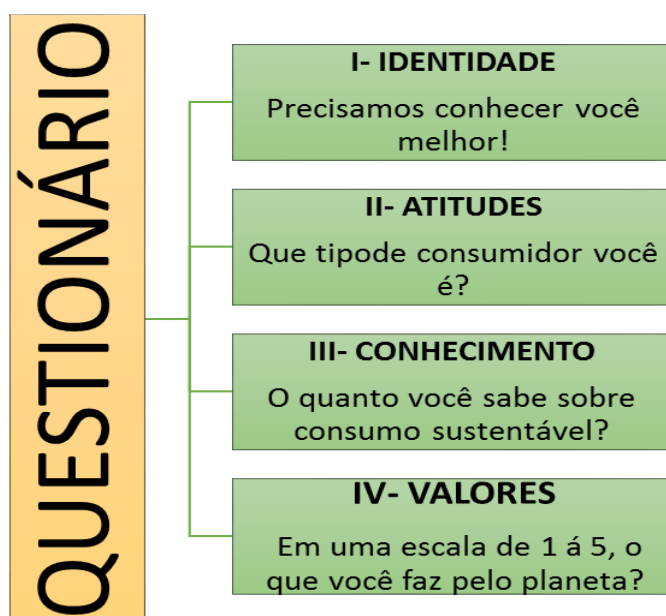 QUESTIONÁRIO
I- IDENTIDADE
Precisamos conhecer você
melhor!
II- ATITUDES
Que tipode consumidor você
é?
III- CONHECIMENTO
O quanto você sabe sobre
consumo sustentável?
IV- VALORES
Em uma escala de 1 á 5, o
que você faz pelo planeta?